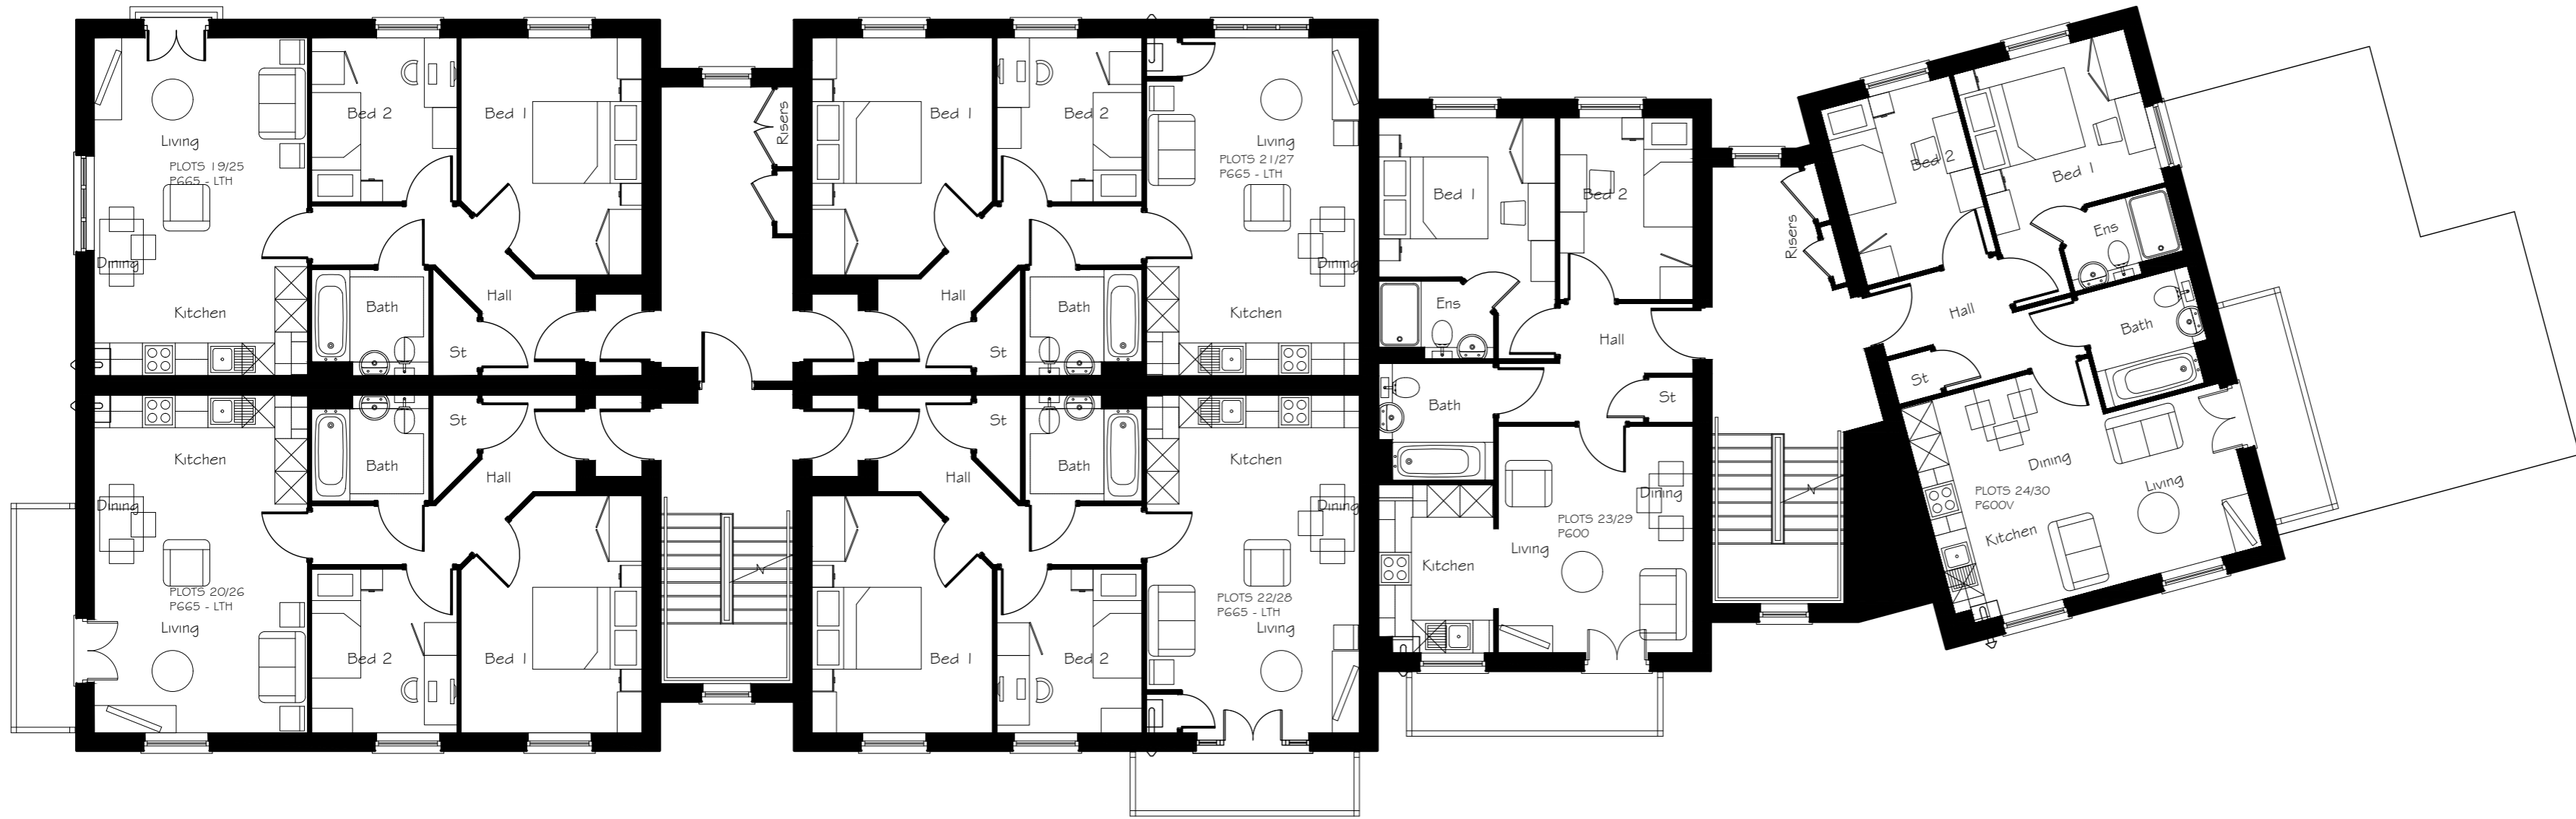 Living
PLOTS 19/25
P665 - LTH
Dining
Kitchen
Bed 2
Bed 1
Bath
Hall
St
Risers
Bed 1
Bed 2
Living
PLOTS 21/27
P665 - LTH
Dining
Kitchen
Hall
St
Bath
Kitchen
Dining
PLOTS 20/26
P665 - LTH
Living
Bath
St
Hall
Bed 2
Bed 1
N
St
Hall
Bath
Bed 1
Bed 2
Kitchen
Dining
PLOTS 22/28
P665 - LTH
Living
Bed 1
Bed 2
Ens
Hall
Bath
St
Dining
PLOTS 23/29
P600
Living
Kitchen
N
Risers
Bed 2
Bed 1
Ens
Hall
Bath
St
Dining
Living
PLOTS 24/30
P600V
Kitchen